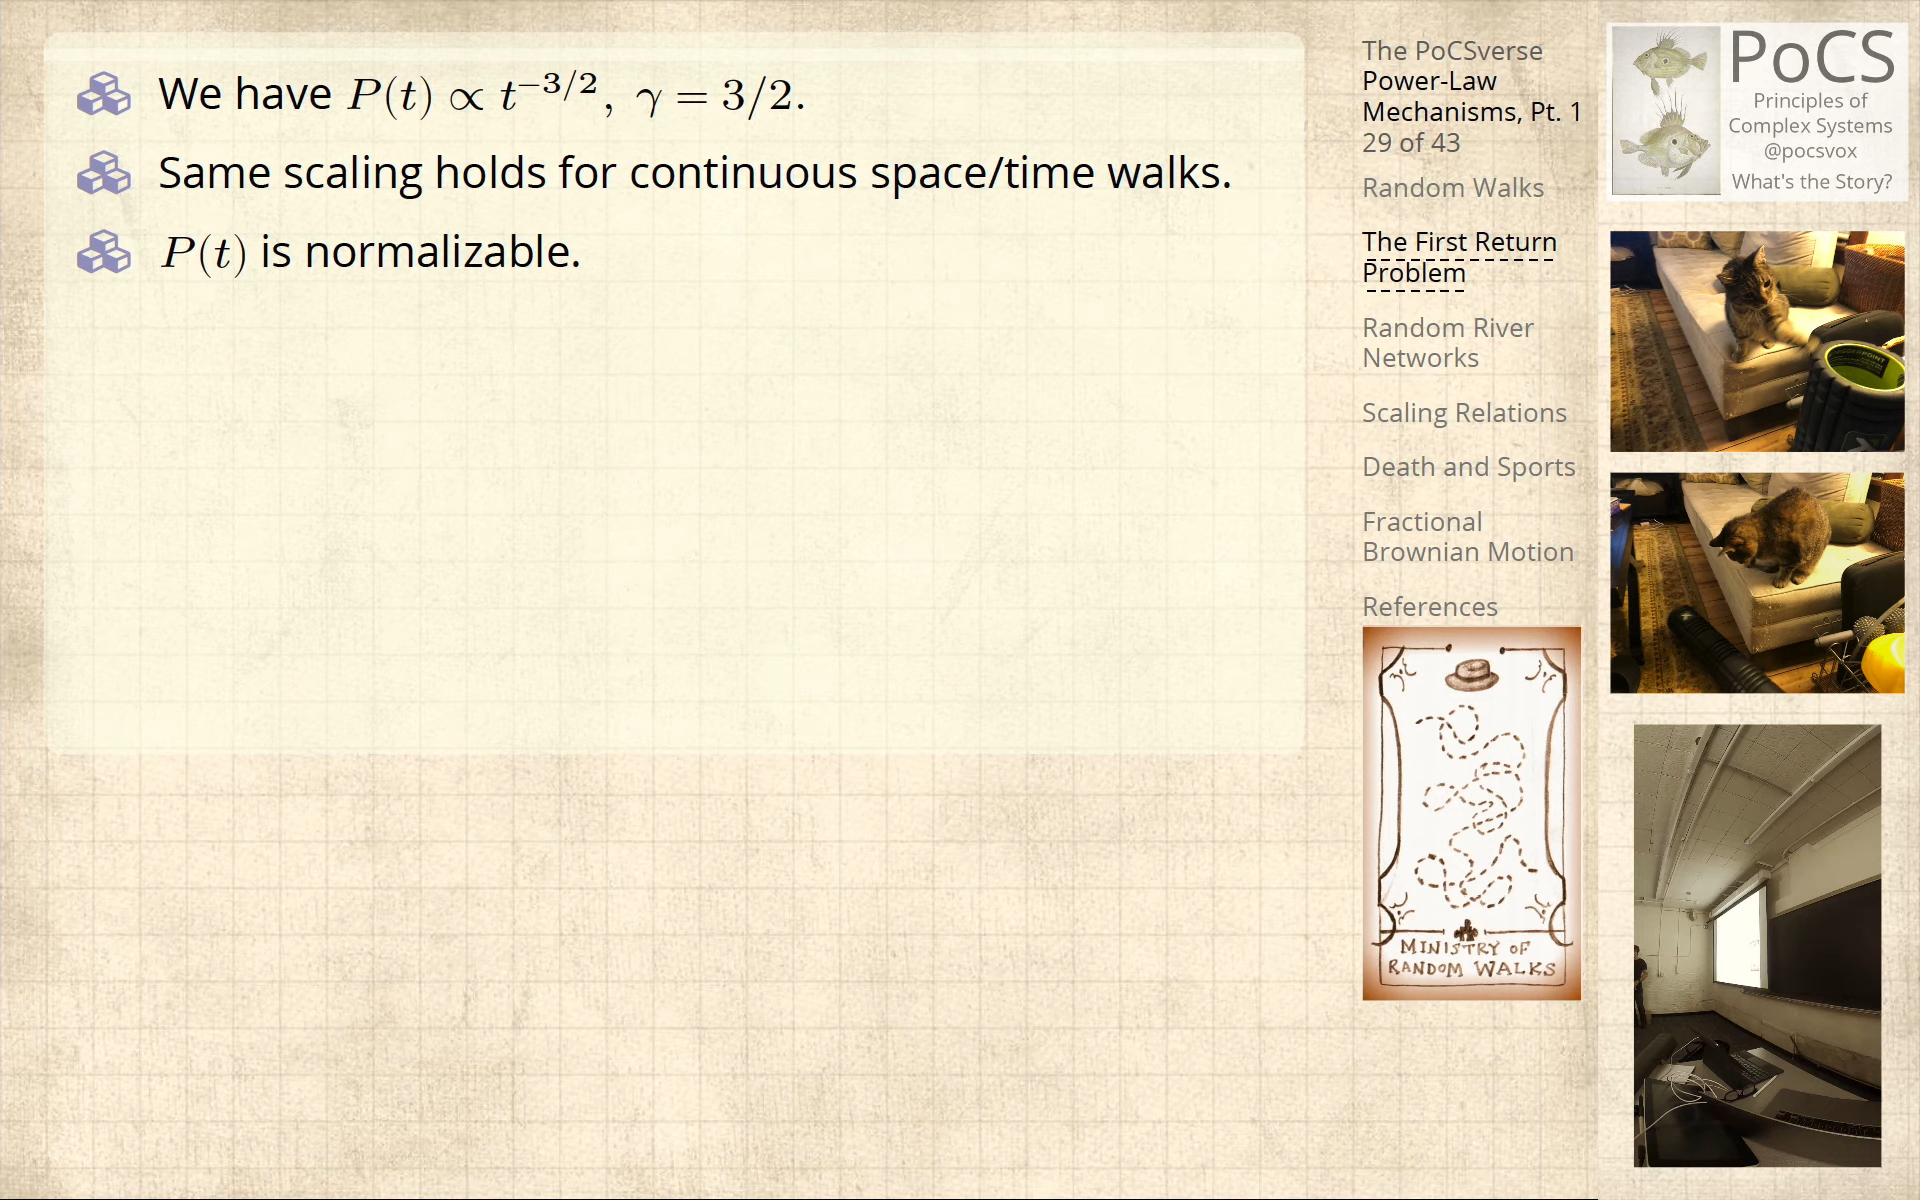 We have P(t) ∝ t^{−3/2}, γ = 3/2.
Same scaling holds for continuous space/time walks.
P(t) is normalizable.
The PoCSverse
Power-Law
Mechanisms, Pt. 1
29 of 43
Random Walks
The First Return
Problem
Random River
Networks
Scaling Relations
Death and Sports
Fractional
Brownian Motion
References
MINISTRY OF
RANDOM WALKS
PoCS
Principles of
Complex Systems
@pocsvox
What's the Story?